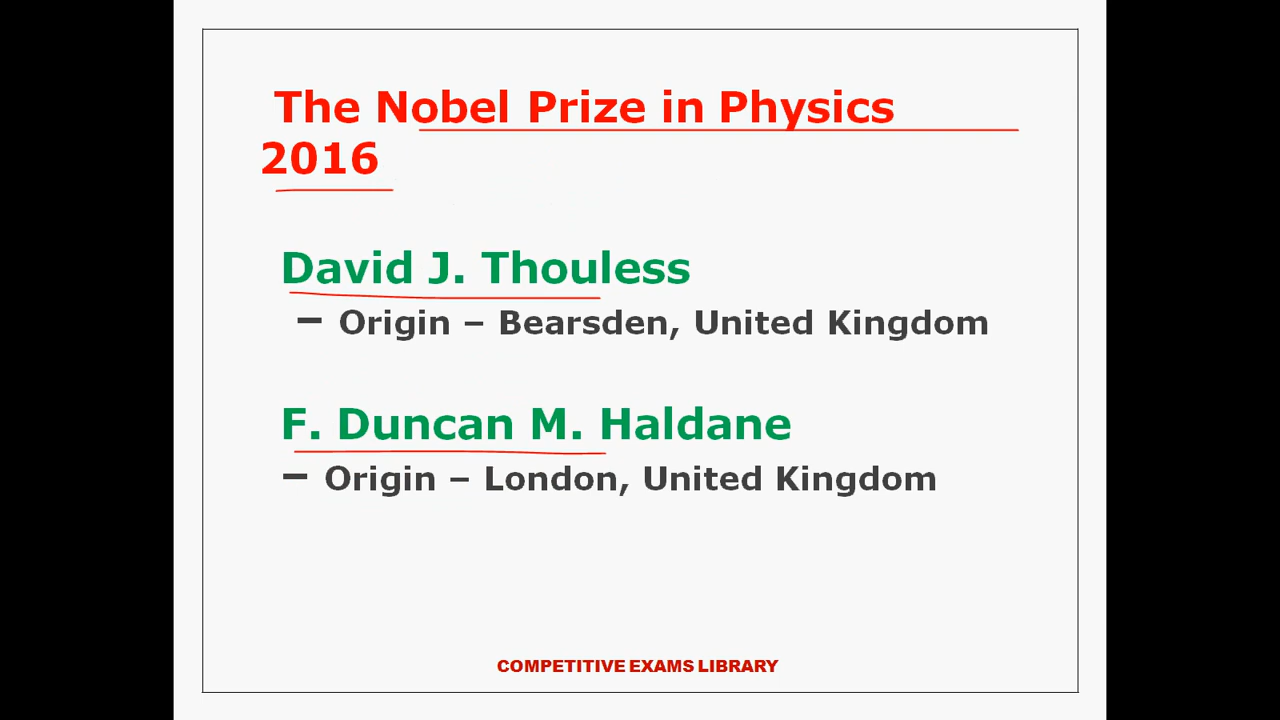 The Nobel Prize in Physics
2016
David J. Thouless
– Origin – Bearsden, United Kingdom
F. Duncan M. Haldane
– Origin – London, United Kingdom
COMPETITIVE EXAMS LIBRARY